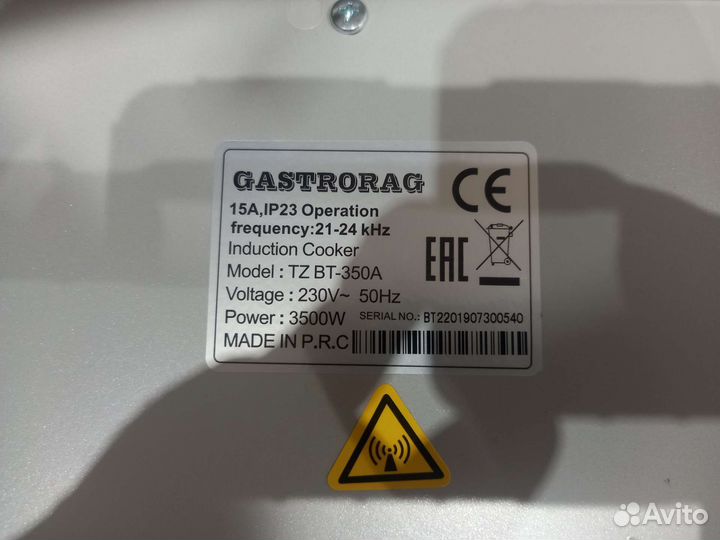 GASTRORAG
CE
15A,IP23 Operation
frequency:21-24 kHz
Induction Cooker
Model : TZ BT-350A
EAC
Voltage : 230V~ 50Hz
Power : 3500W SERIAL NO.: BT2201907300540
MADE IN P.R.C
Avito